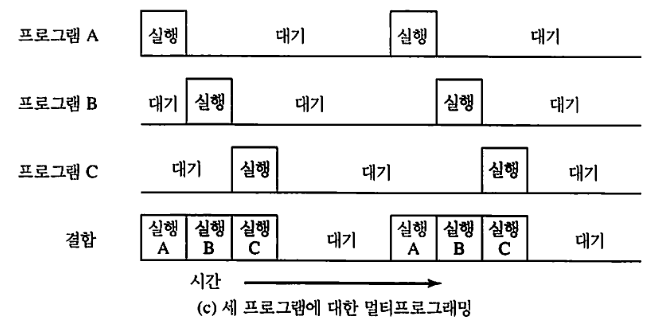 프로그램 A 실행 대기 실행 대기
프로그램 B 대기 실행 대기 실행 대기
프로그램 C 대기 실행 대기 실행 대기
결합 실행 A 실행 B 실행 C 대기 실행 A 실행 B 실행 C 대기
시간
(c) 세 프로그램에 대한 멀티프로그래밍